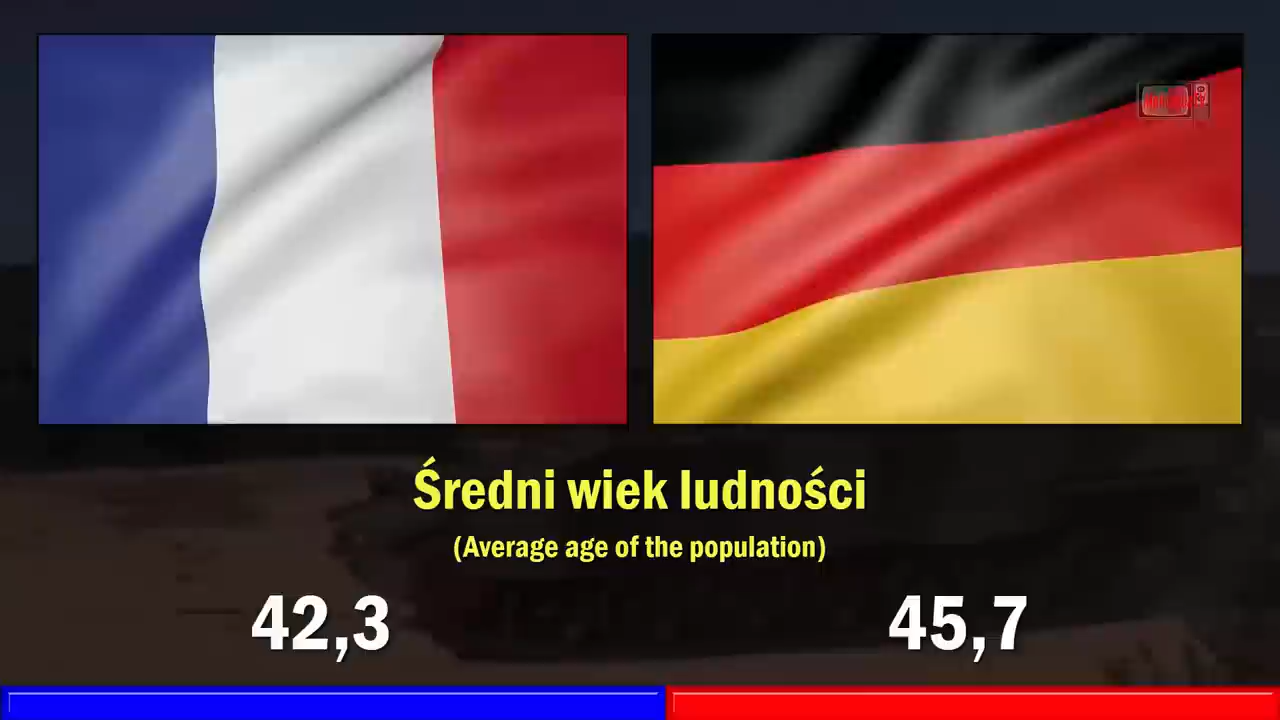 Średni wiek ludności
(Average age of the population)
42,3
45,7